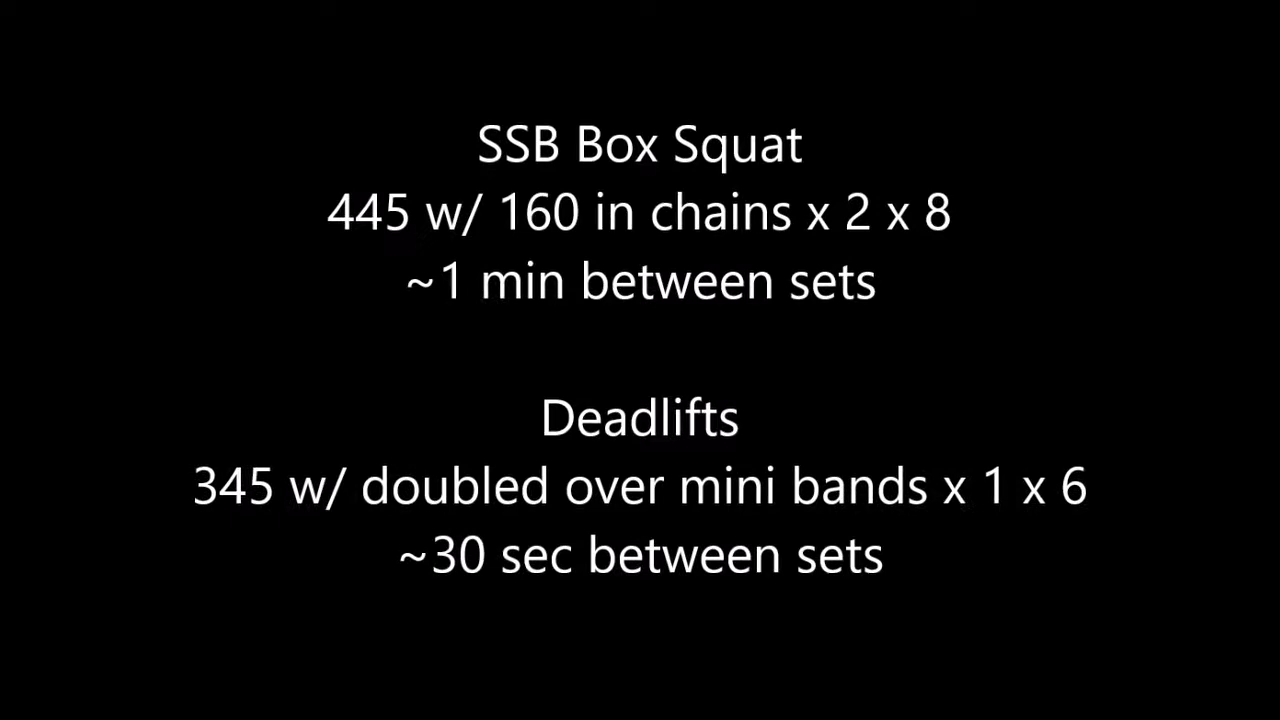 SSB Box Squat
445 w/ 160 in chains x 2 x 8
~1 min between sets
Deadlifts
345 w/ doubled over mini bands x 1 x 6
~30 sec between sets